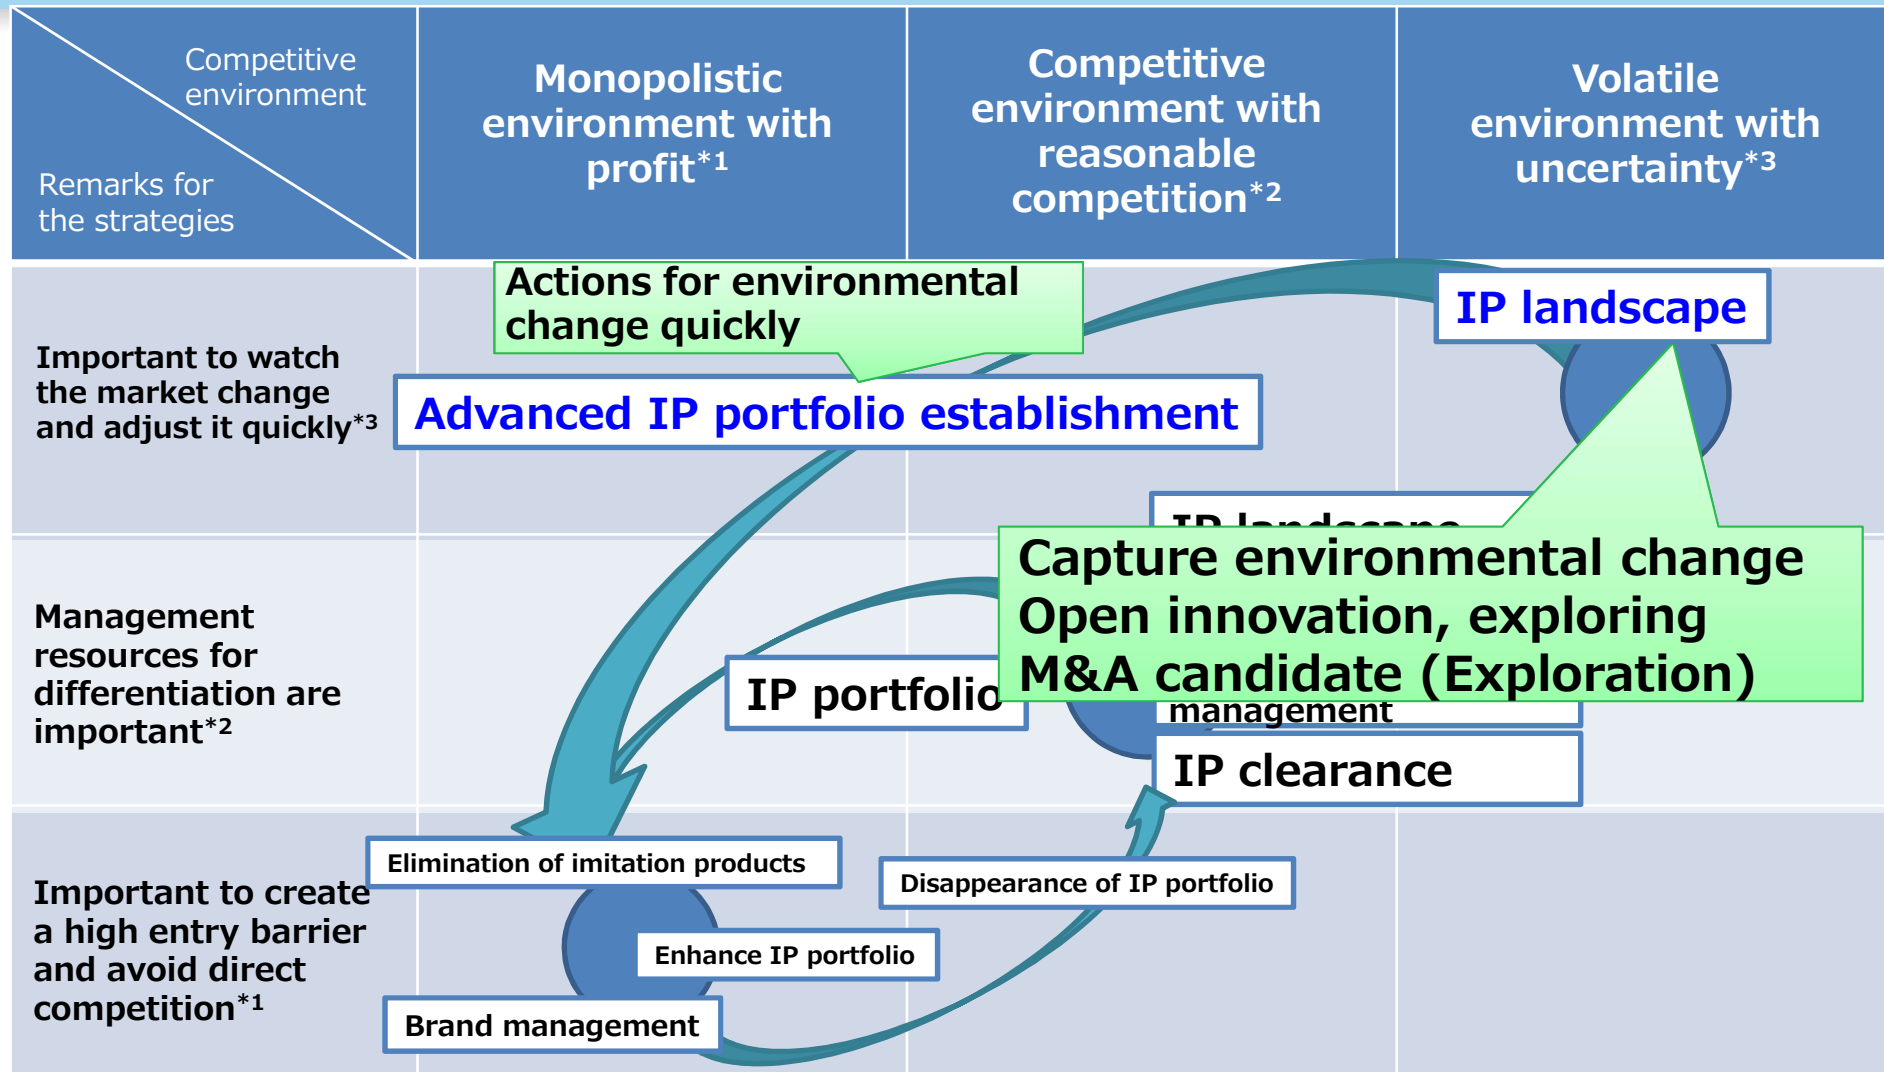 Competitive
environment
Remarks for
the strategies
Monopolistic
environment with
profit*1
Competitive
environment with
reasonable
competition*2
Volatile
environment with
uncertainty*3
Important to watch
the market change
and adjust it quickly*3
Actions for environmental
change quickly
Advanced IP portfolio establishment
IP landscape
IP landscape
Management
resources for
differentiation are
important*2
IP portfolio
Capture environmental change
Open innovation, exploring
M&A candidate (Exploration)
management
IP clearance
Important to create
a high entry barrier
and avoid direct
competition*1
Elimination of imitation products
Disappearance of IP portfolio
Enhance IP portfolio
Brand management